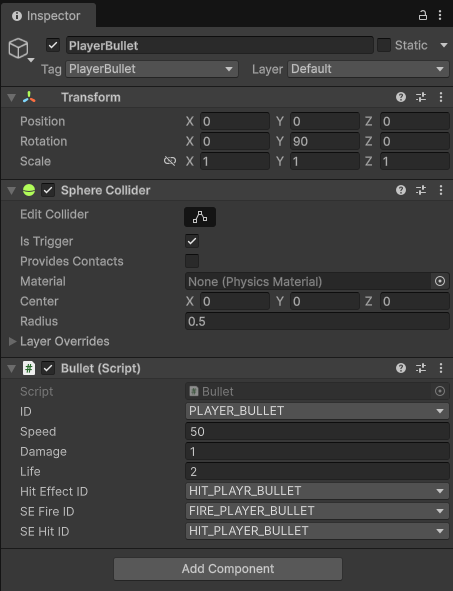 Inspector
PlayerBullet Static
Tag PlayerBullet Layer Default
Transform
Position X 0 Y 0 Z 0
Rotation X 0 Y 90 Z 0
Scale X 1 Y 1 Z 1
Sphere Collider
Edit Collider
Is Trigger
Provides Contacts
Material None (Physics Material)
Center X 0 Y 0 Z 0
Radius 0.5
Layer Overrides
# Bullet (Script)
Script # Bullet
ID PLAYER_BULLET
Speed 50
Damage 1
Life 2
Hit Effect ID HIT_PLAYR_BULLET
SE Fire ID FIRE_PLAYER_BULLET
SE Hit ID HIT_PLAYER_BULLET
Add Component